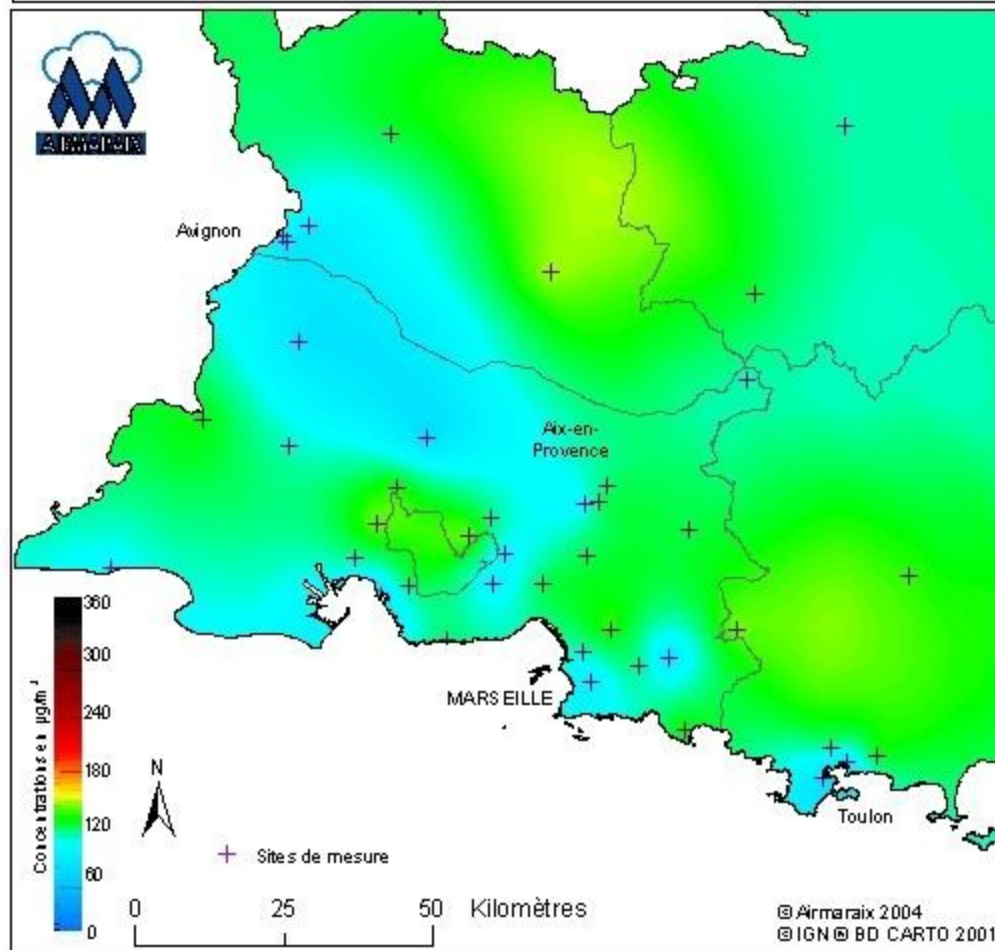 AIRMARAIX
Avignon
Aix-en-
Provence
MARSEILLE
Toulon
Concentrations en µg/m³
360
300
240
180
120
60
0
N
Sites de mesure
0 25 50 Kilomètres
© Airmaraix 2004
© IGN ® BD CARTO 2001